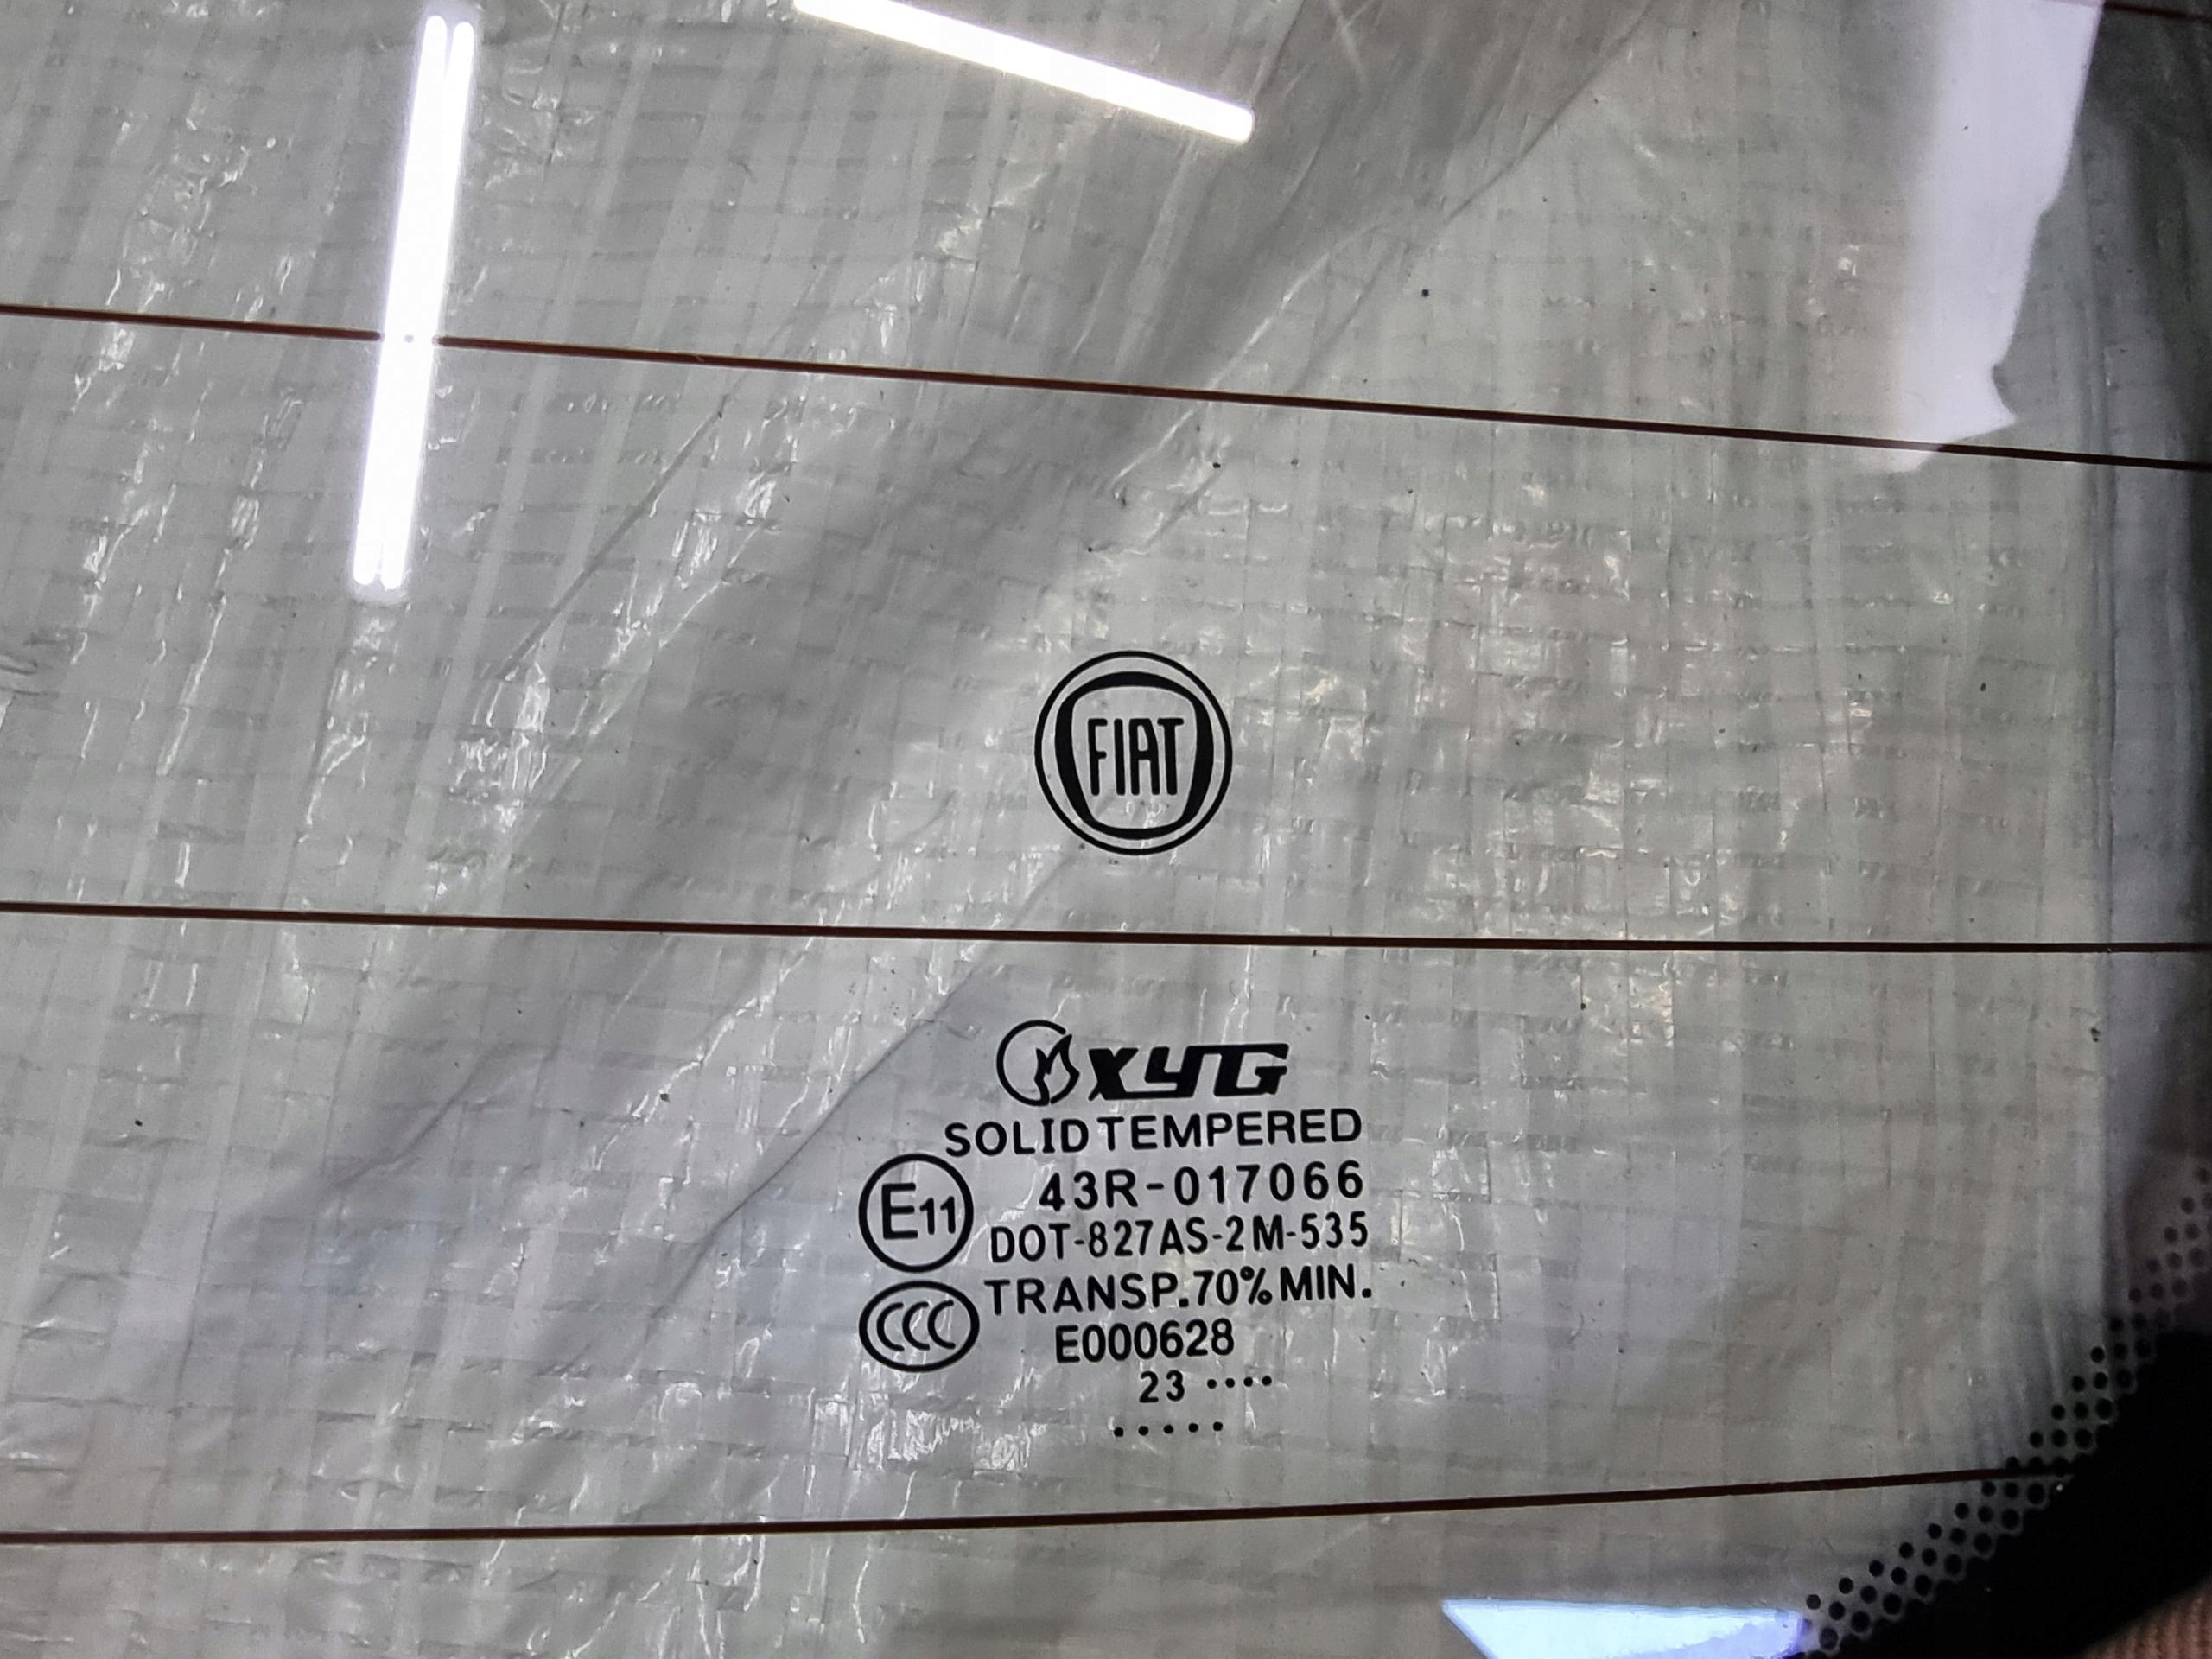 FIAT
XYG
SOLID TEMPERED
E11 43R-017066
DOT-827AS-2M-535
CCC TRANSP.70% MIN.
E000628
23 ••••
•••••